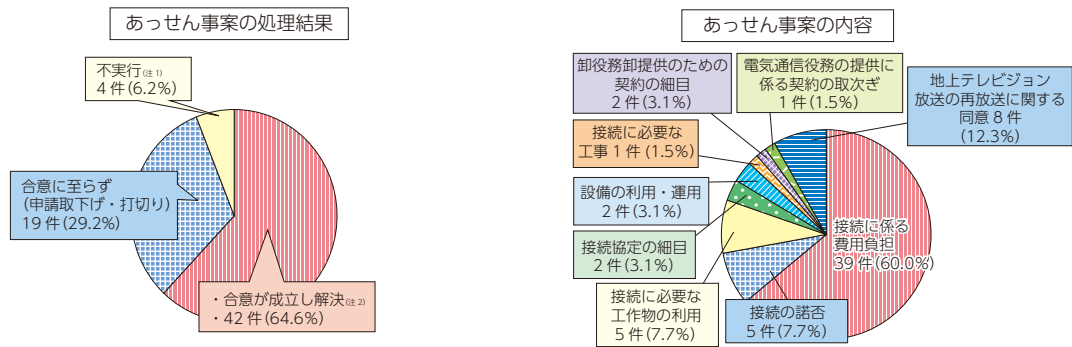 あっせん事案の処理結果
不実行(注1)
4件(6.2%)
合意に至らず
(申請取下げ・打切り)
19件(29.2%)
・合意が成立し解決(注2)
・42件(64.6%)
あっせん事案の内容
卸役務卸提供のための
契約の細目
2件(3.1%)
電気通信役務の提供に
係る契約の取次ぎ
1件(1.5%)
地上テレビジョン
放送の再放送に関する
同意8件
(12.3%)
接続に必要な
工事1件(1.5%)
設備の利用・運用
2件(3.1%)
接続協定の細目
2件(3.1%)
接続に必要な
工作物の利用
5件(7.7%)
接続の諾否
5件(7.7%)
接続に係る
費用負担
39件(60.0%)